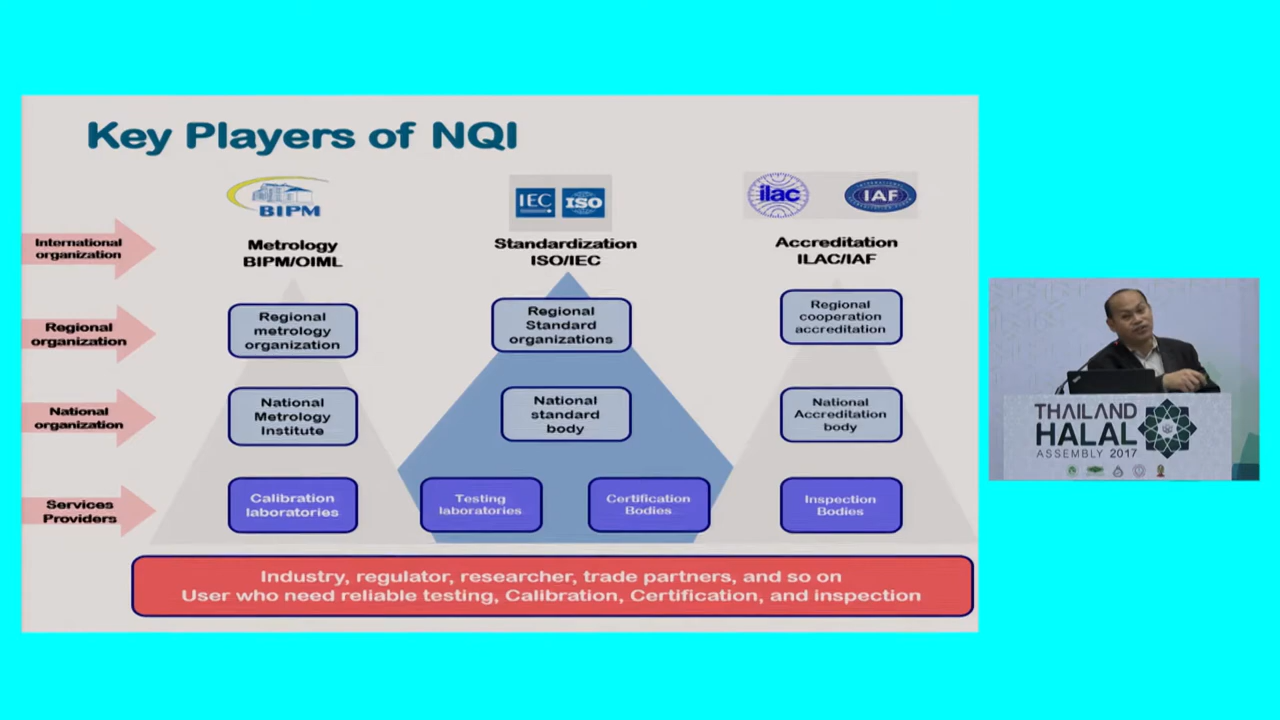 Key Players of NQI
BIPM
IEC
ISO
ilac
IAF
International
organization
Metrology
BIPM/OIML
Standardization
ISO/IEC
Accreditation
ILAC/IAF
Regional
organization
Regional
metrology
organization
Regional
Standard
organizations
Regional
cooperation
accreditation
National
organization
National
Metrology
Institute
National
standard
body
National
Accreditation
body
Services
Providers
Calibration
laboratories
Testing
laboratories
Certification
Bodies
Inspection
Bodies
Industry, regulator, researcher, trade partners, and so on
User who need reliable testing, Calibration, Certification, and inspection
THAILAND
HALAL
ASSEMBLY 2017